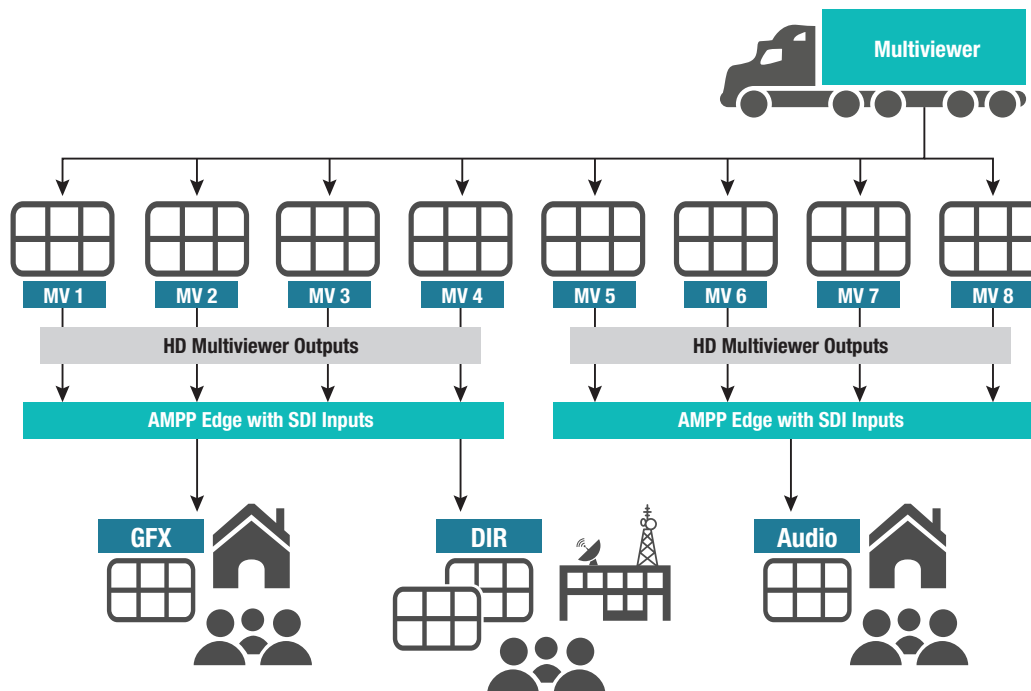 Multiviewer
MV 1 MV 2 MV 3 MV 4 MV 5 MV 6 MV 7 MV 8
HD Multiviewer Outputs HD Multiviewer Outputs
AMPP Edge with SDI Inputs AMPP Edge with SDI Inputs
GFX DIR Audio